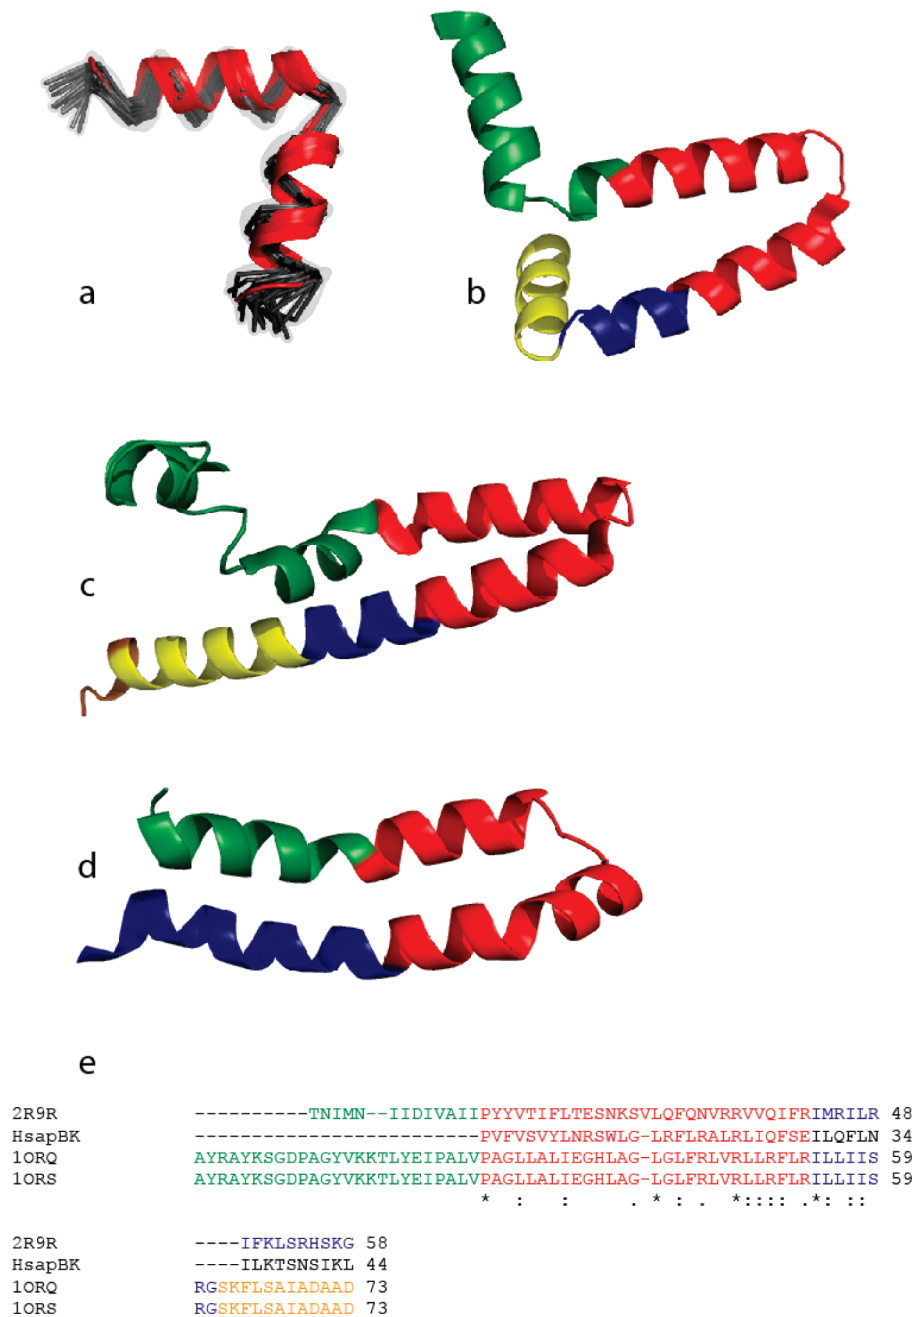 a
b
c
d
e
2R9R ----------TNIMN--IIDIVAIIPYYVTIFLTESNKSVLQFQNVRRVVQIFRIMRILR 48
HsapBK -------------------------PVFVSVYLNRSWLG-LRFLRALRLIQFSEILQFLN 34
1ORQ AYRAYKSGDPAGYVKKTLYEIPALVPAGLLALIEGHLAG-LGLFRLVRLLRFLRILLIIS 59
1ORS AYRAYKSGDPAGYVKKTLYEIPALVPAGLLALIEGHLAG-LGLFRLVRLLRFLRILLIIS 59
* : : . * : . *:::: .*: ::
2R9R ----IFKLSRHSKG 58
HsapBK ----ILKTSNSIKL 44
1ORQ RGSKFLSAIADAAD 73
1ORS RGSKFLSAIADAAD 73